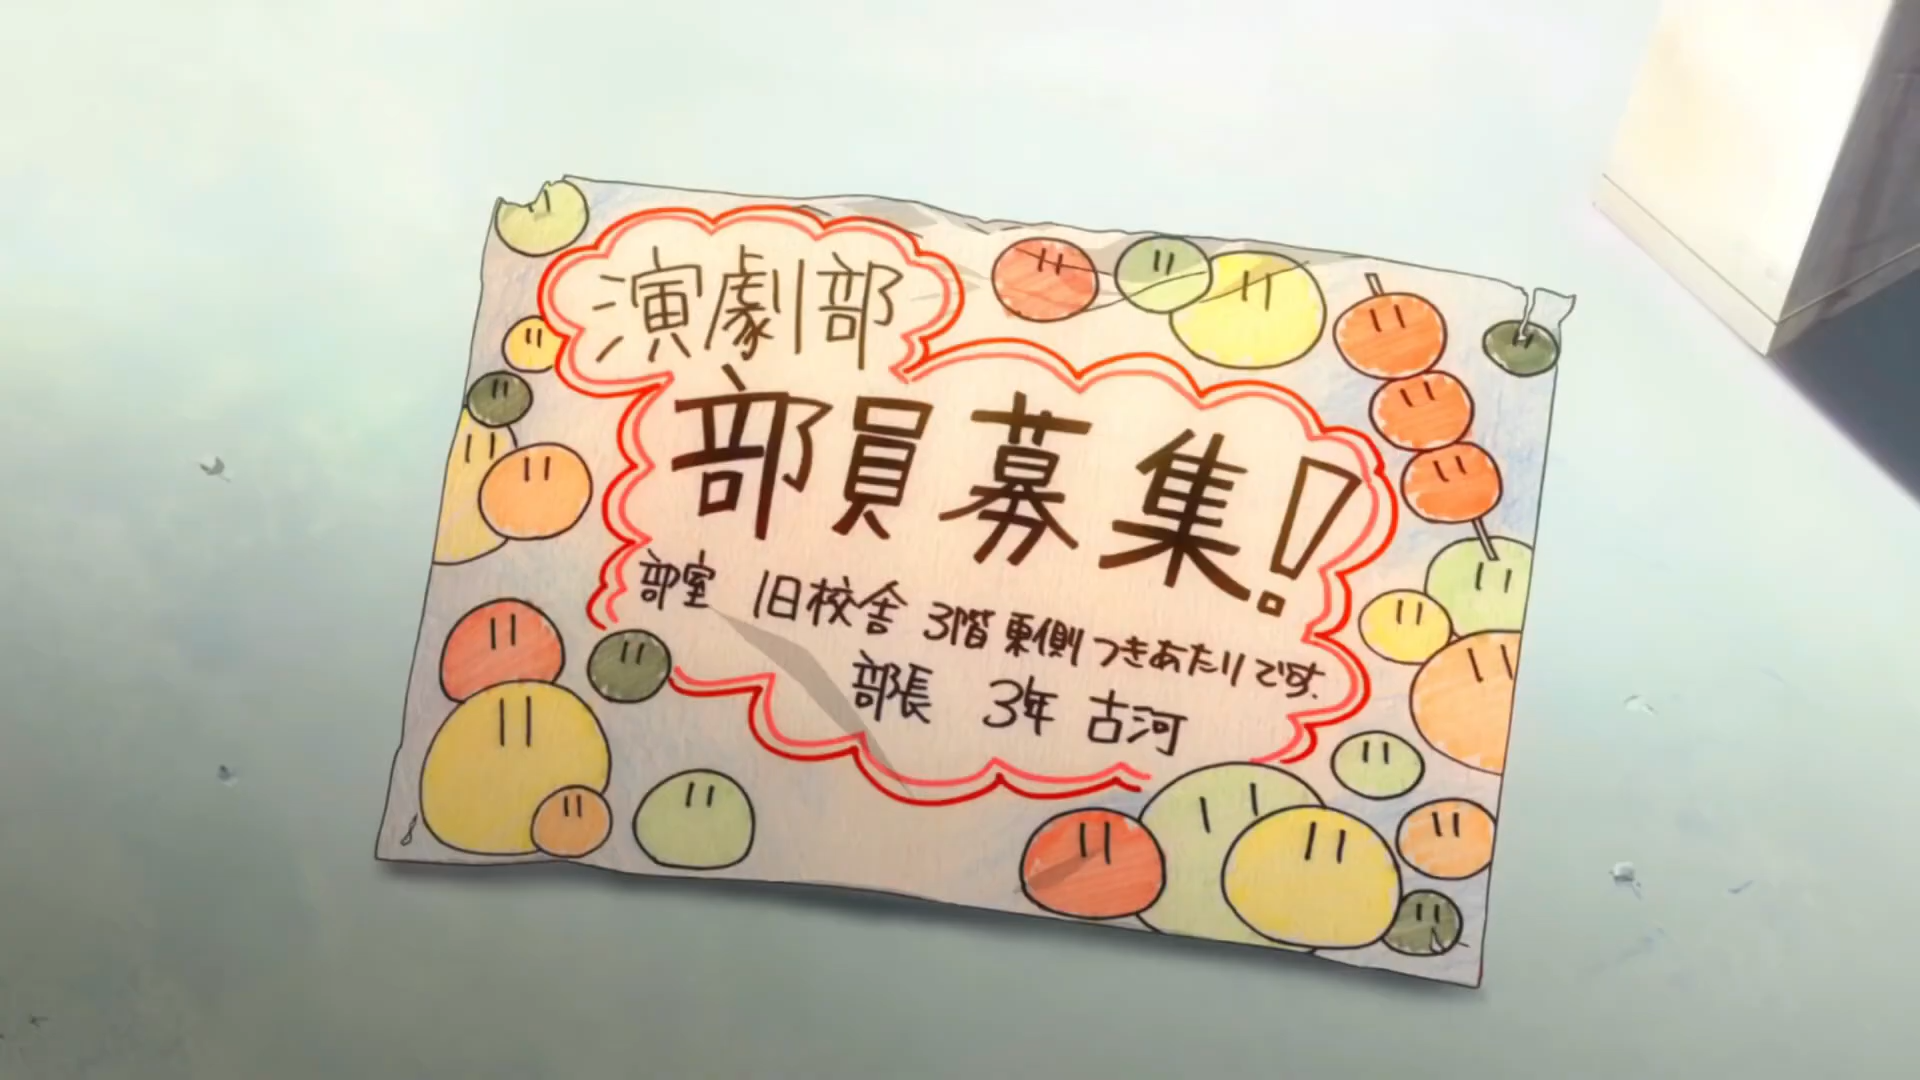 演劇部
部員募集!
部室 旧校舎 3階東側つきあたりです.
部長 3年 古河